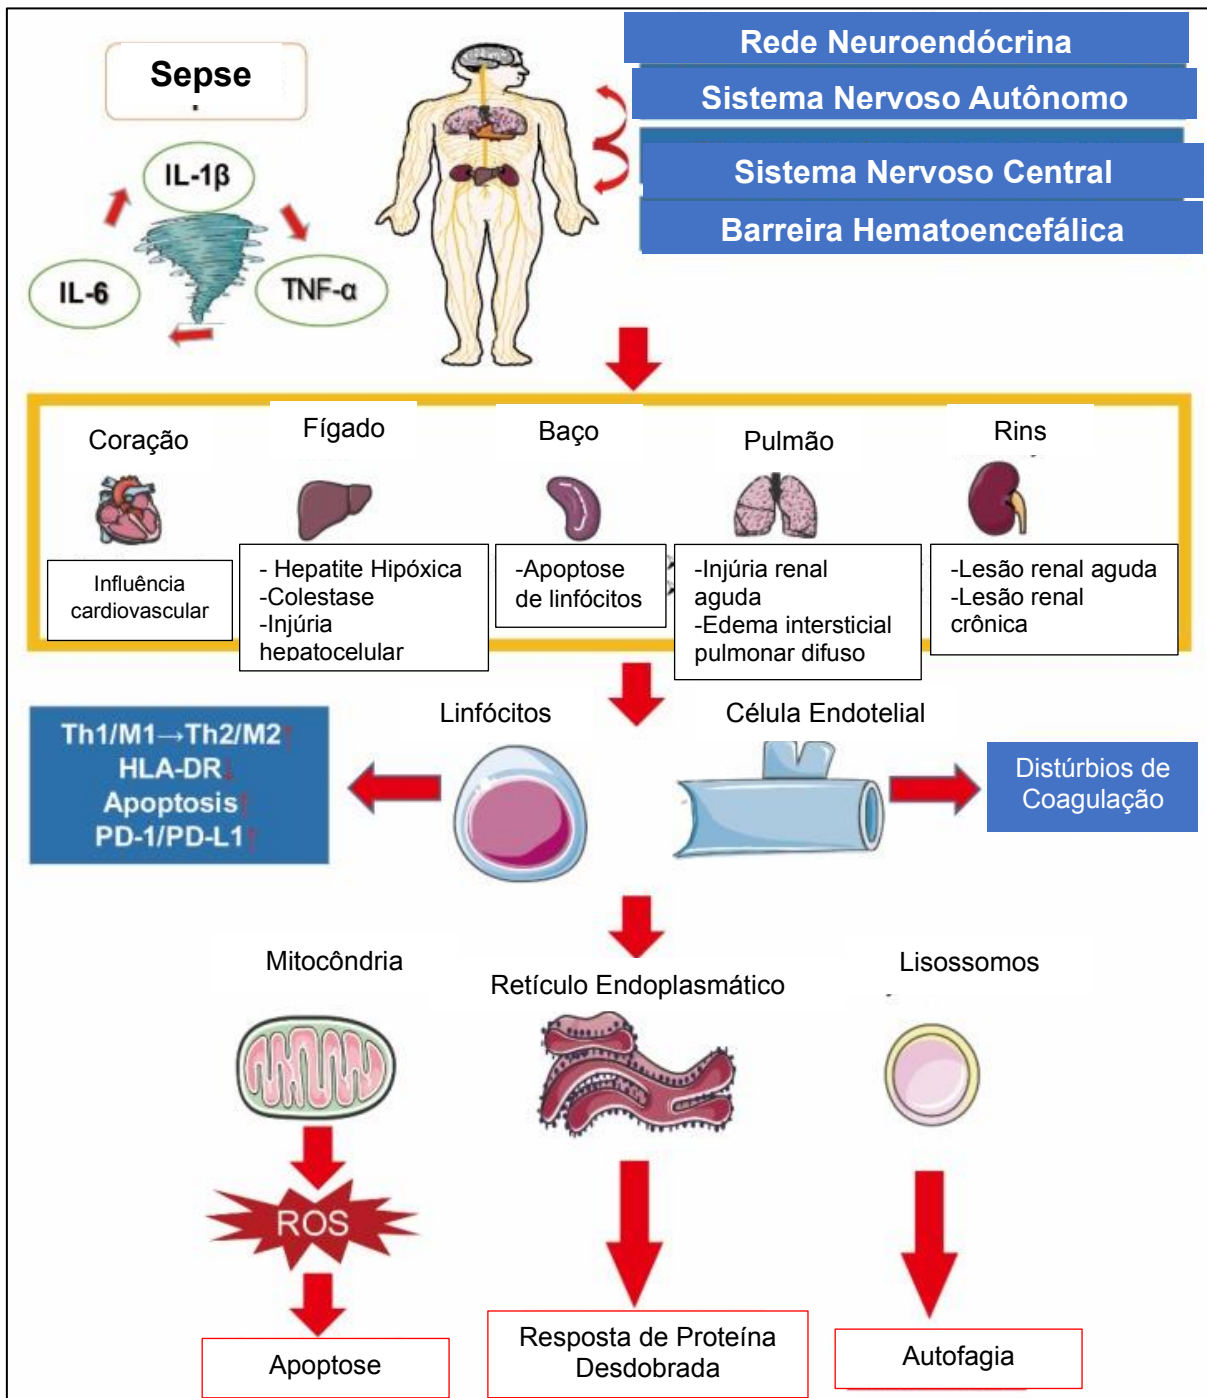 Sepse
Rede Neuroendócrina
Sistema Nervoso Autônomo
Sistema Nervoso Central
Barreira Hematoencefálica
IL-1β
IL-6
TNF-α
Coração
Fígado
Baço
Pulmão
Rins
Influência
cardiovascular
- Hepatite Hipóxica
-Colestase
-Injúria
hepatocelular
-Apoptose
de linfócitos
-Injúria renal
aguda
-Edema intersticial
pulmonar difuso
-Lesão renal aguda
-Lesão renal
crônica
Linfócitos
Célula Endotelial
Th1/M1→Th2/M2↑
HLA-DR↓
Apoptosis↑
PD-1/PD-L1↑
Distúrbios de
Coagulação
Mitocôndria
Retículo Endoplasmático
Lisossomos
ROS
Apoptose
Resposta de Proteína
Desdobrada
Autofagia